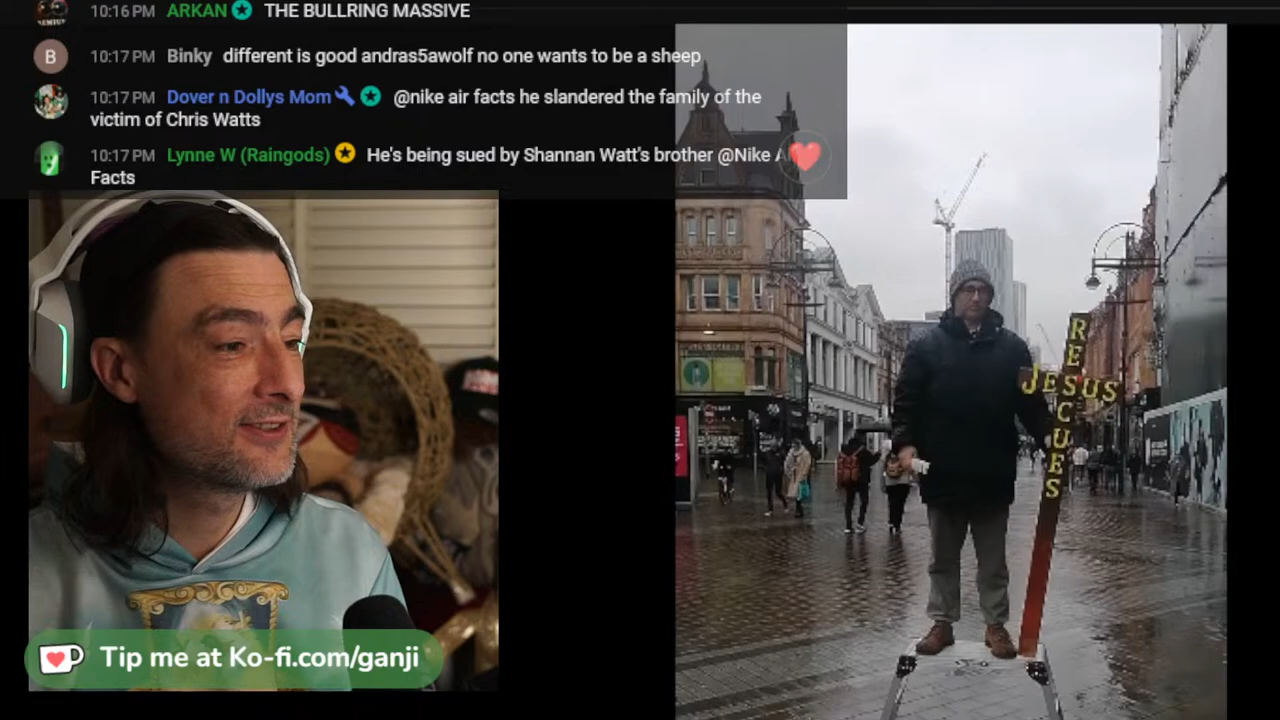 10:16 PM ARKAN THE BULLRING MASSIVE
B 10:17 PM Binky different is good andras5awolf no one wants to be a sheep
10:17 PM Dover n Dollys Mom @nike air facts he slandered the family of the
victim of Chris Watts
10:17 PM Lynne W (Raingods) He's being sued by Shannan Watt's brother @Nike
Facts
JESUS
RESCUES
Tip me at Ko-fi.com/ganji